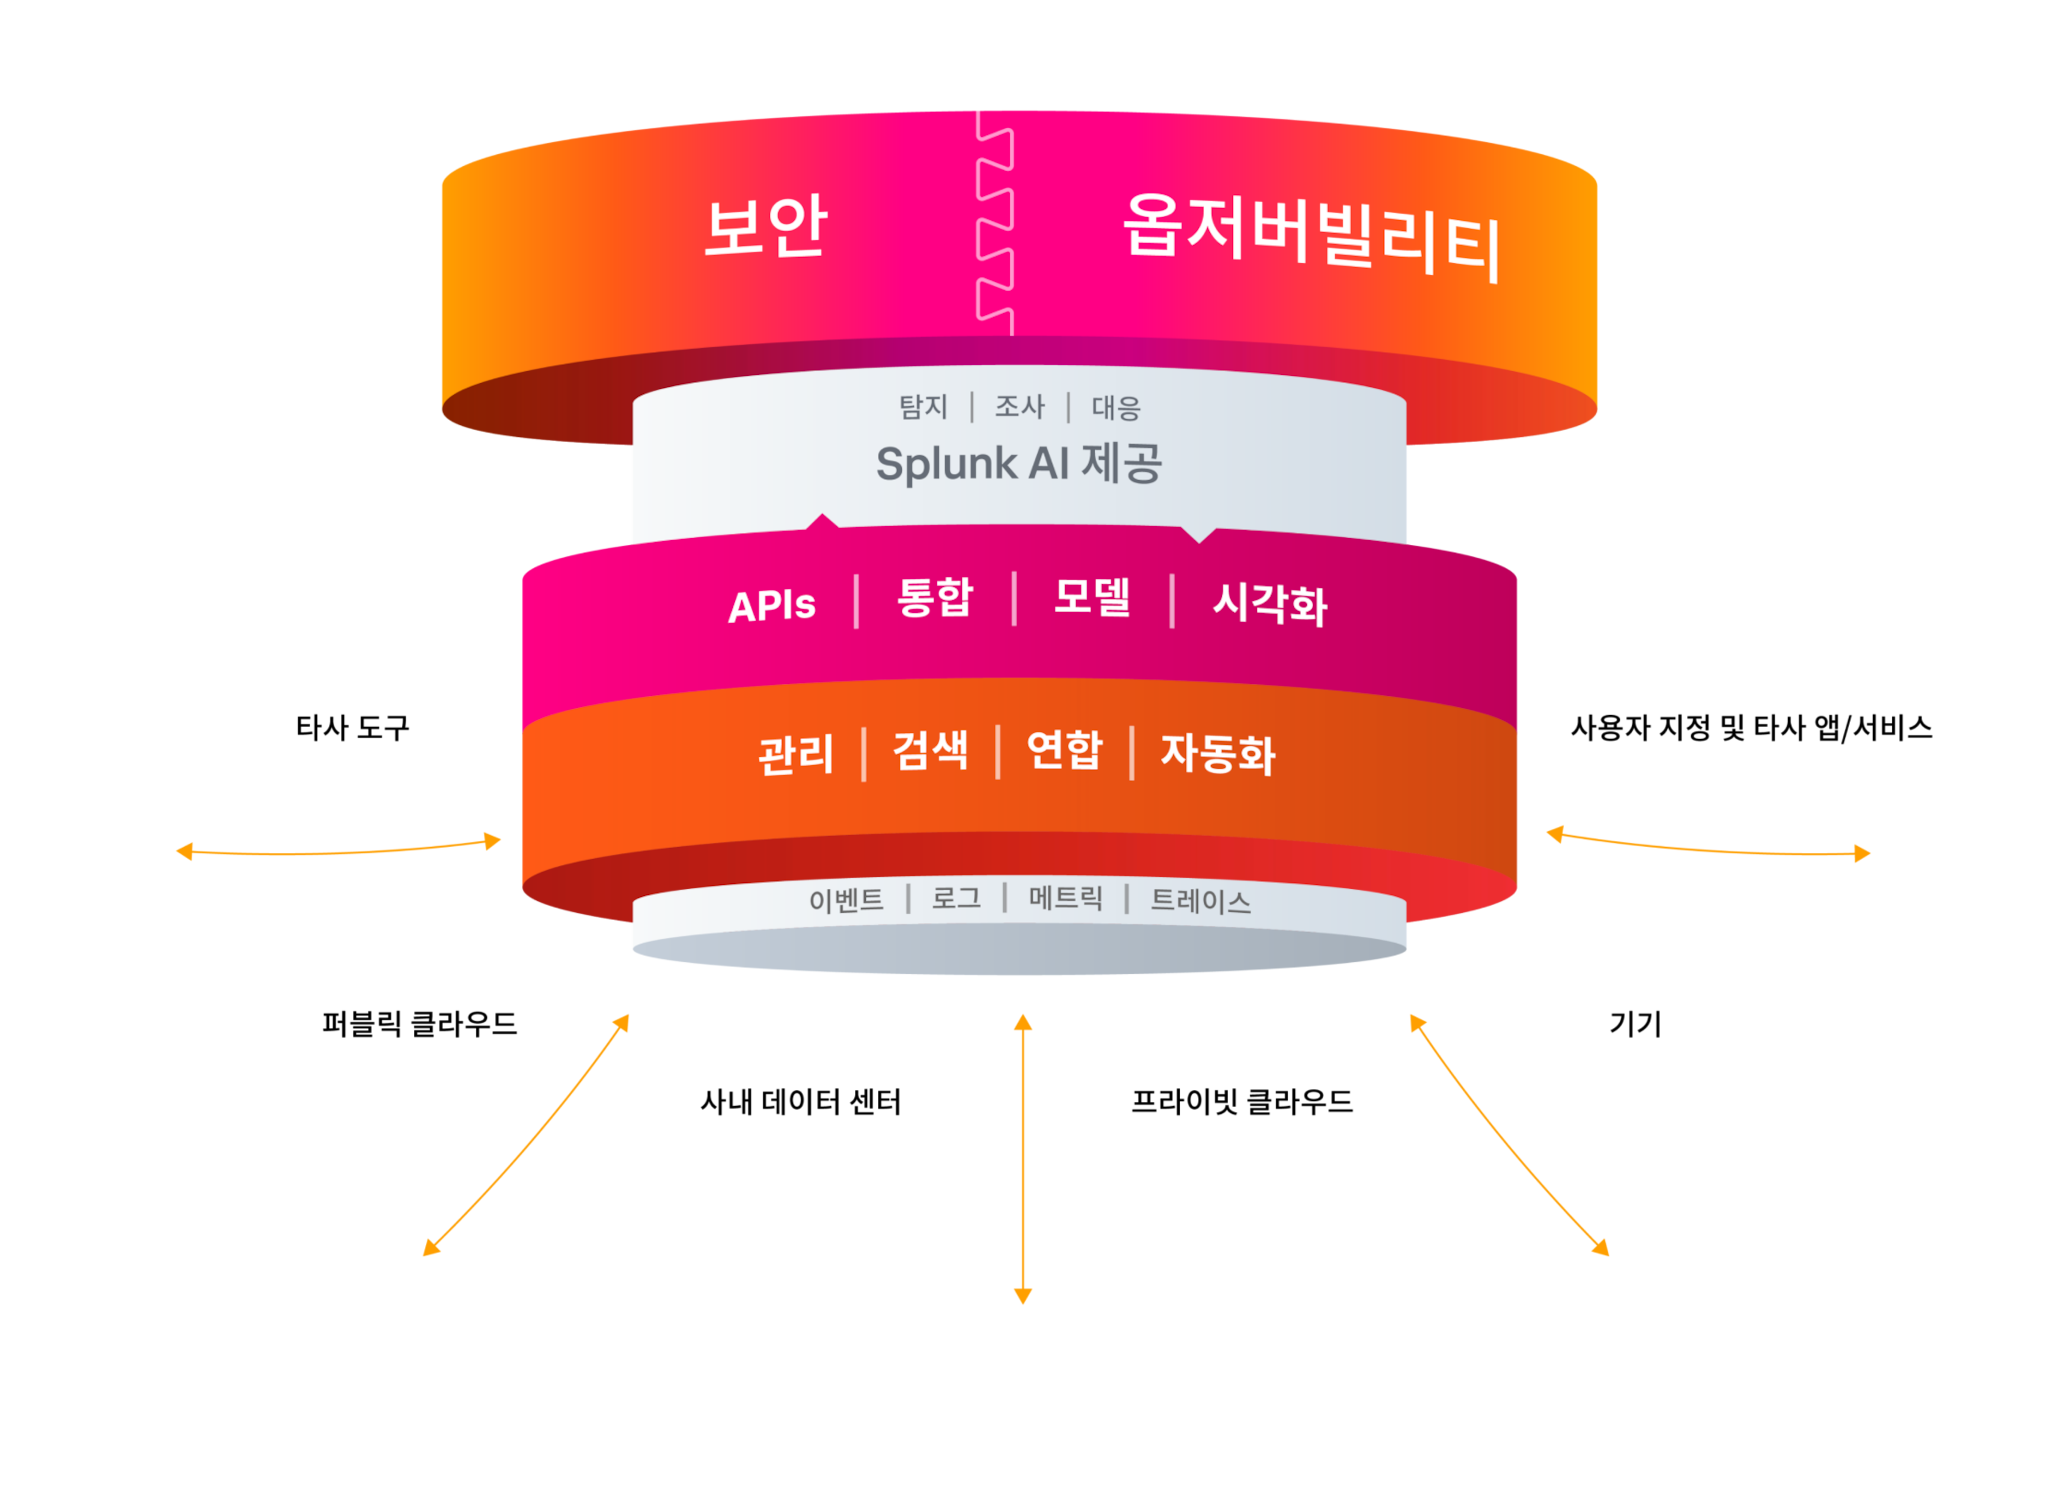 보안 옵저버빌리티
탐지 | 조사 | 대응
Splunk AI 제공
APIs | 통합 | 모델 | 시각화
타사 도구
관리 | 검색 | 연합 | 자동화
사용자 지정 및 타사 앱/서비스
이벤트 | 로그 | 메트릭 | 트레이스
퍼블릭 클라우드
기기
사내 데이터 센터
프라이빗 클라우드